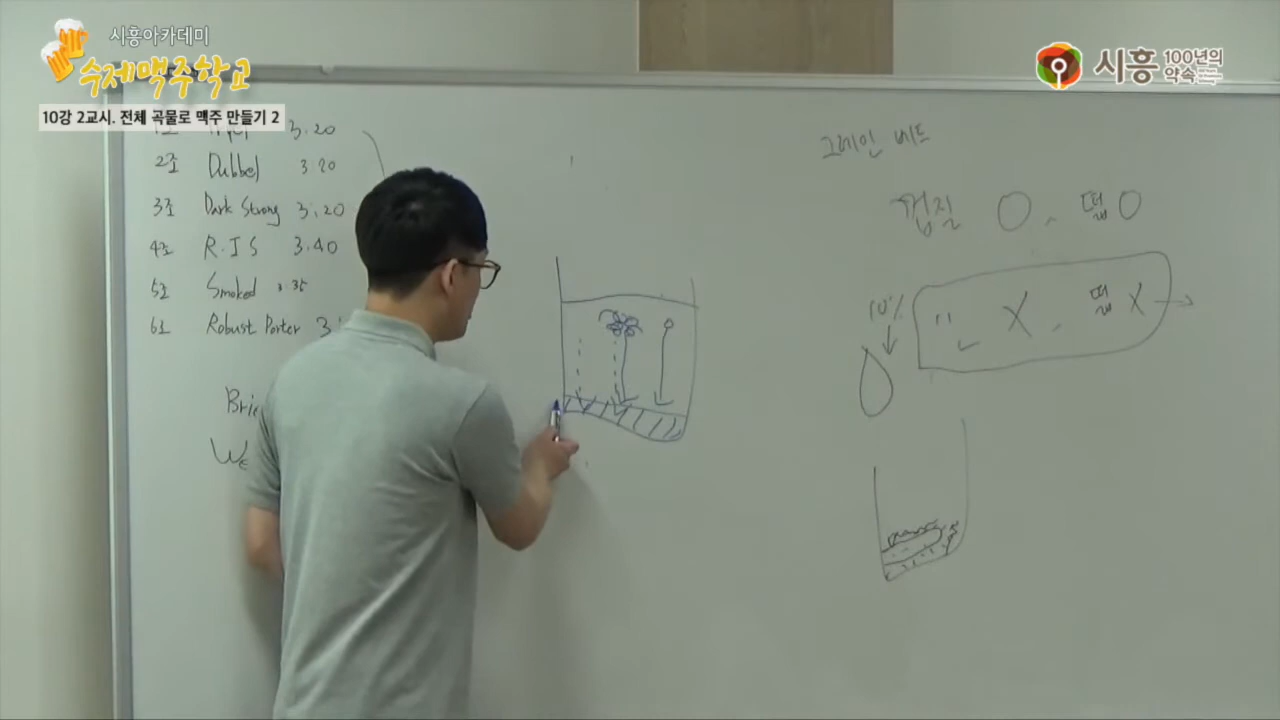 시흥아카데미
수제맥주학교
10강 2교시. 전체 곡물로 맥주 만들기 2
시흥 100년의 약속
3.20
2조 Dubbel 3.20
3조 Dark Strong 3.20
4조 R.I.S 3.40
5조 Smoked 3.35
6조 Robust Porter 3.
그레인 베드
껍질 O, 떫 O
10% " X, 떫 X